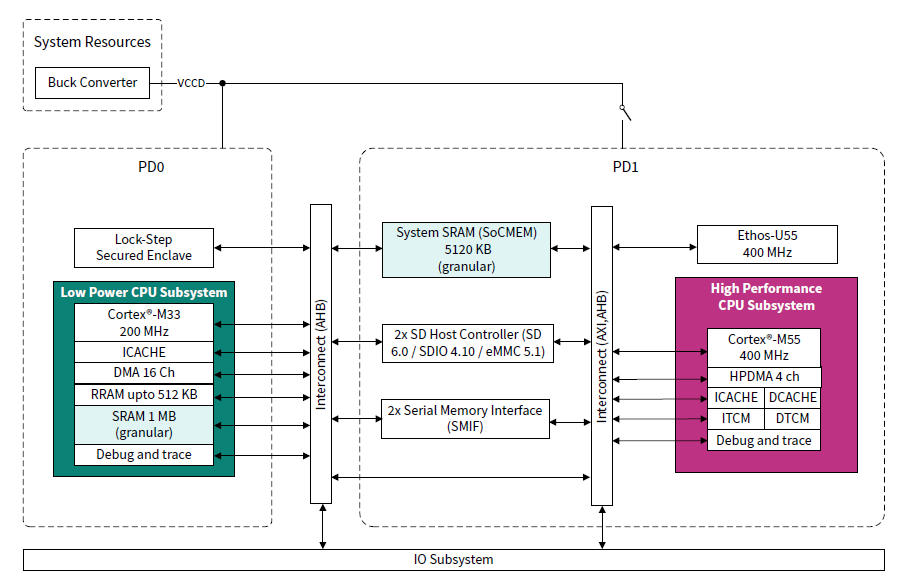 System Resources
Buck Converter
VCCD
PD0
PD1
Lock-Step
Secured Enclave
Low Power CPU Subsystem
Cortex®-M33
200 MHz
ICACHE
DMA 16 Ch
RRAM upto 512 KB
SRAM 1 MB
(granular)
Debug and trace
Interconnect (AHB)
System SRAM (SoCMEM)
5120 KB
(granular)
2x SD Host Controller (SD
6.0 / SDIO 4.10 / eMMC 5.1)
2x Serial Memory Interface
(SMIF)
Interconnect (AXI,AHB)
Ethos-U55
400 MHz
High Performance
CPU Subsystem
Cortex®-M55
400 MHz
HPDMA 4 ch
ICACHE DCACHE
ITCM DTCM
Debug and trace
IO Subsystem